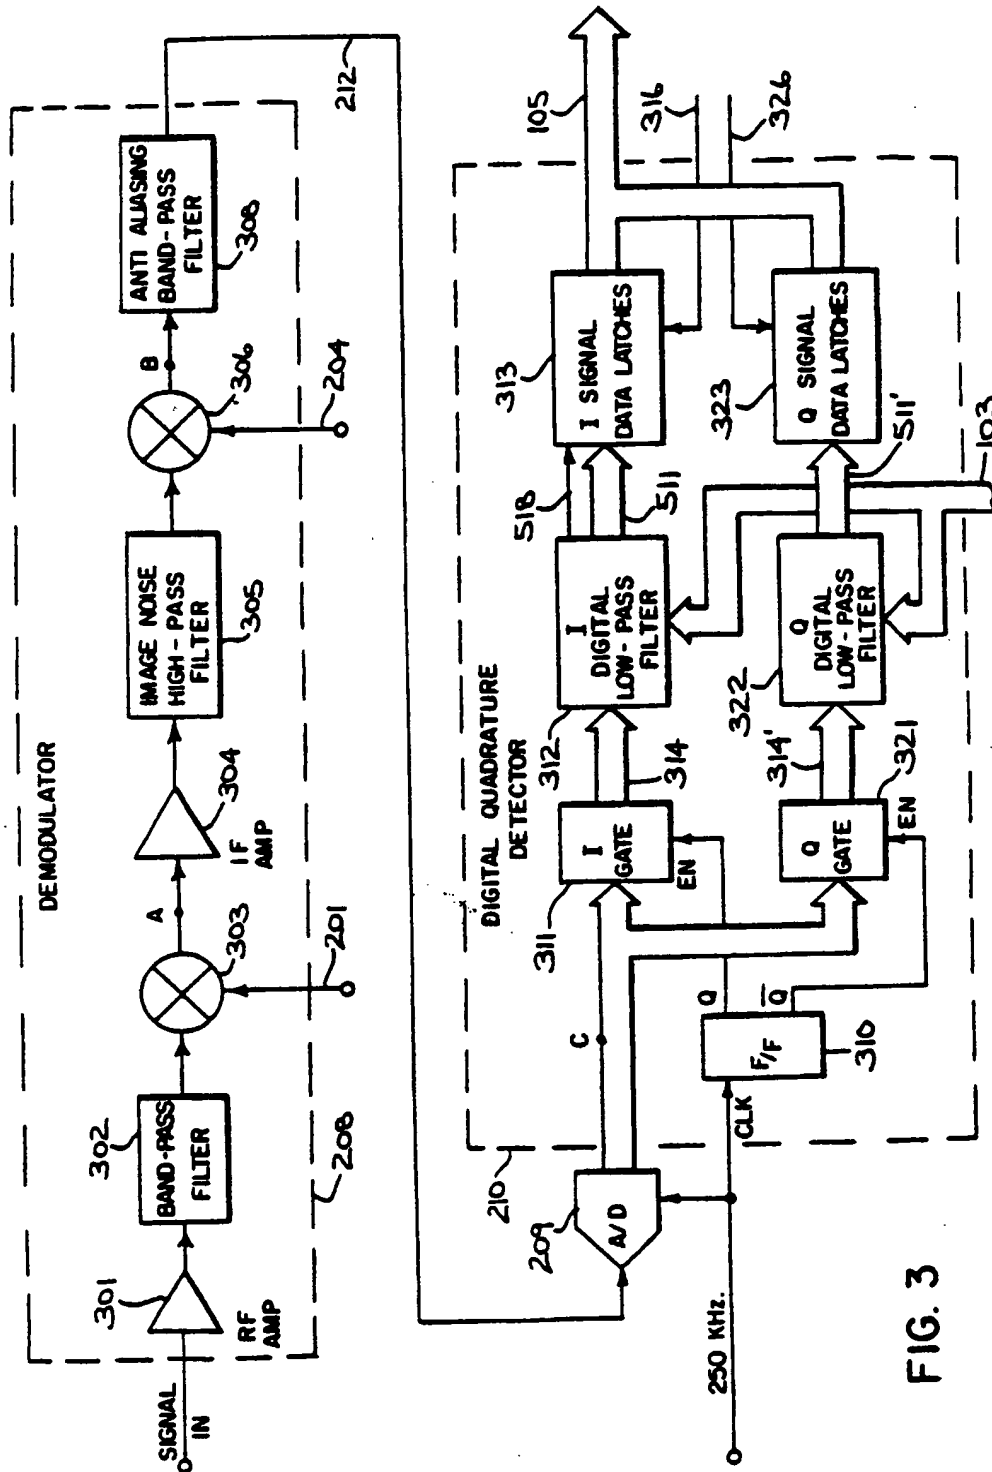 DEMODULATOR
SIGNAL
IN
301
RF
AMP
302
BAND-PASS
FILTER
208
303
201
A
304
IF
AMP
IMAGE NOISE
HIGH-PASS
FILTER
305
B
306
204
ANTI ALIASING
BAND-PASS
FILTER
308
212
DIGITAL QUADRATURE
DETECTOR
210
209
A/D
250 KHz.
CLK
C
F/F
310
Q
Q̅
311
I
GATE
EN
314
Q
GATE
EN
321
314'
312
I
DIGITAL
LOW-PASS
FILTER
322
Q
DIGITAL
LOW-PASS
FILTER
518
511
511'
103
313
I SIGNAL
DATA LATCHES
323
Q SIGNAL
DATA LATCHES
105
316
326
FIG. 3